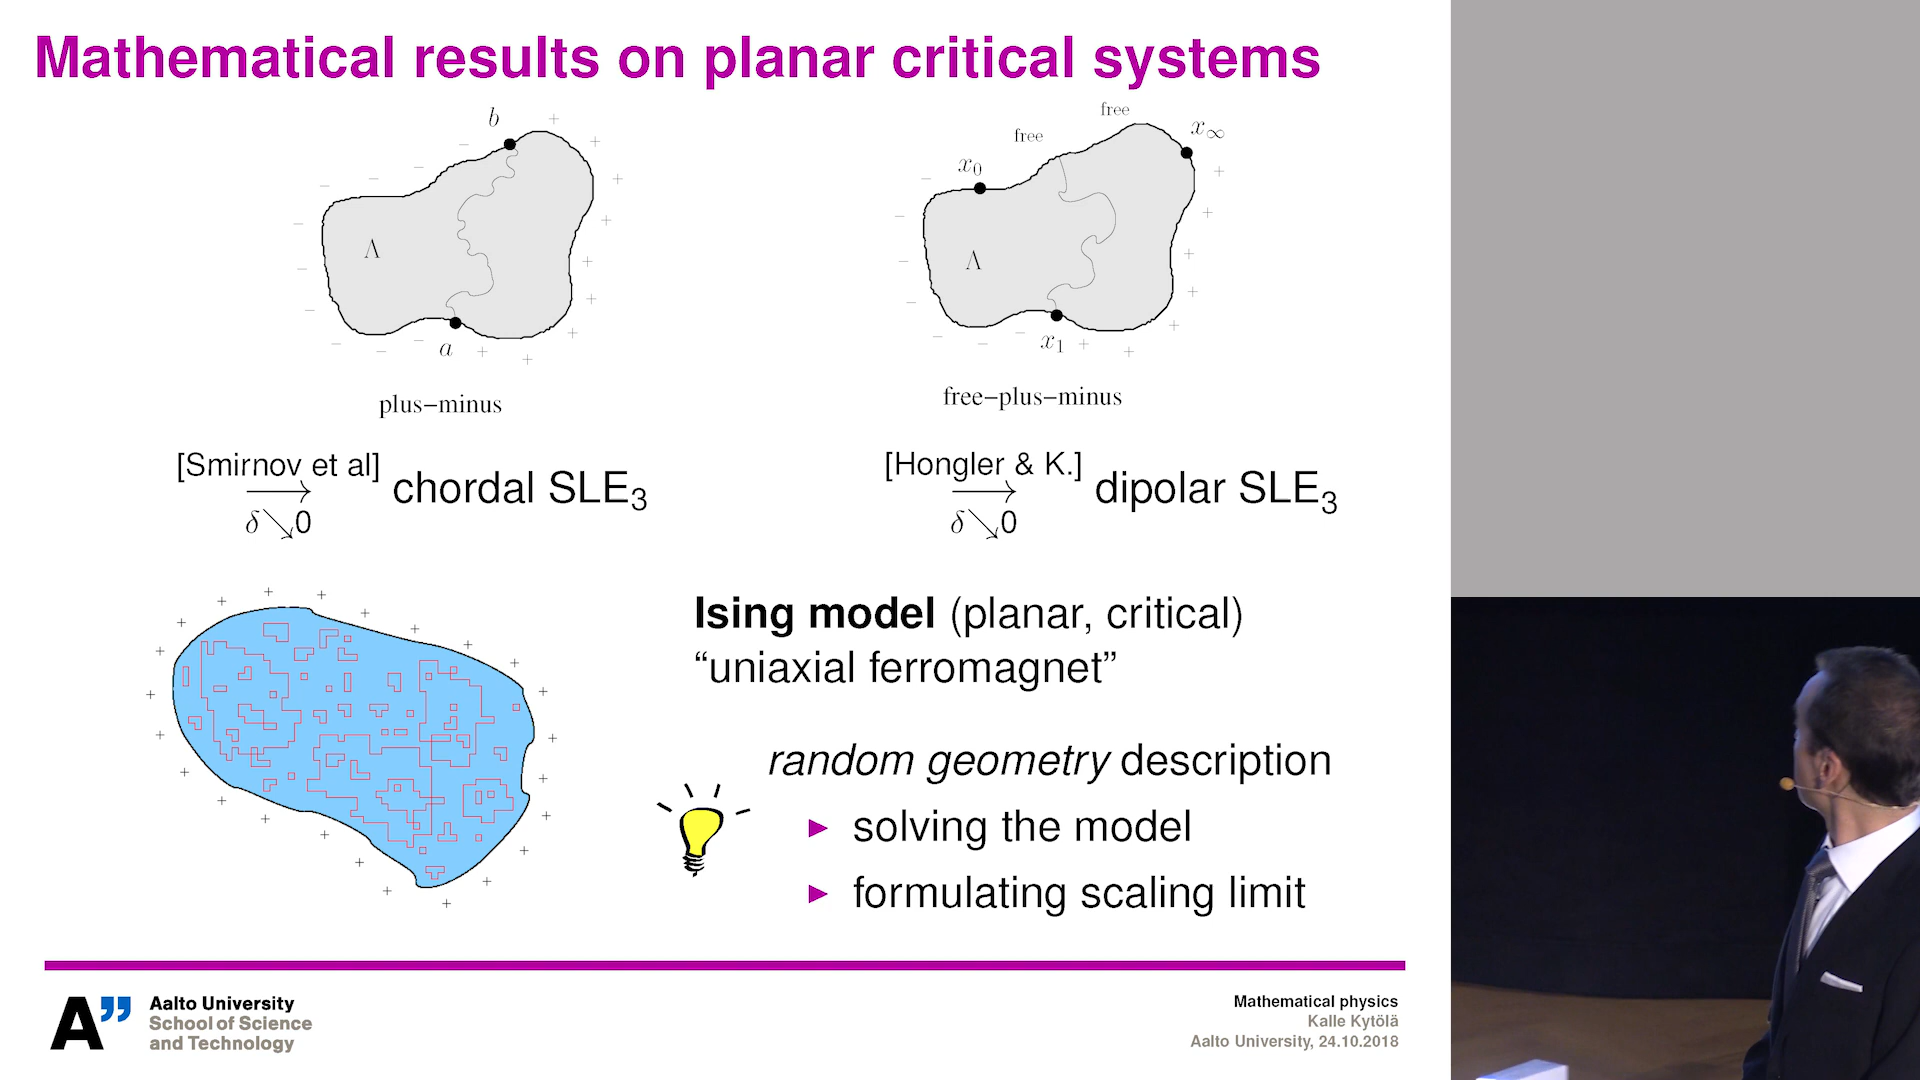 Mathematical results on planar critical systems
b
Λ
a
plus–minus
free
free
x∞
x0
Λ
x1
free–plus–minus
[Smirnov et al]
⟶
δ↘0
chordal SLE3
[Hongler & K.]
⟶
δ↘0
dipolar SLE3
Ising model (planar, critical)
“uniaxial ferromagnet”
random geometry description
▶ solving the model
▶ formulating scaling limit
A”
Aalto University
School of Science
and Technology
Mathematical physics
Kalle Kytölä
Aalto University, 24.10.2018